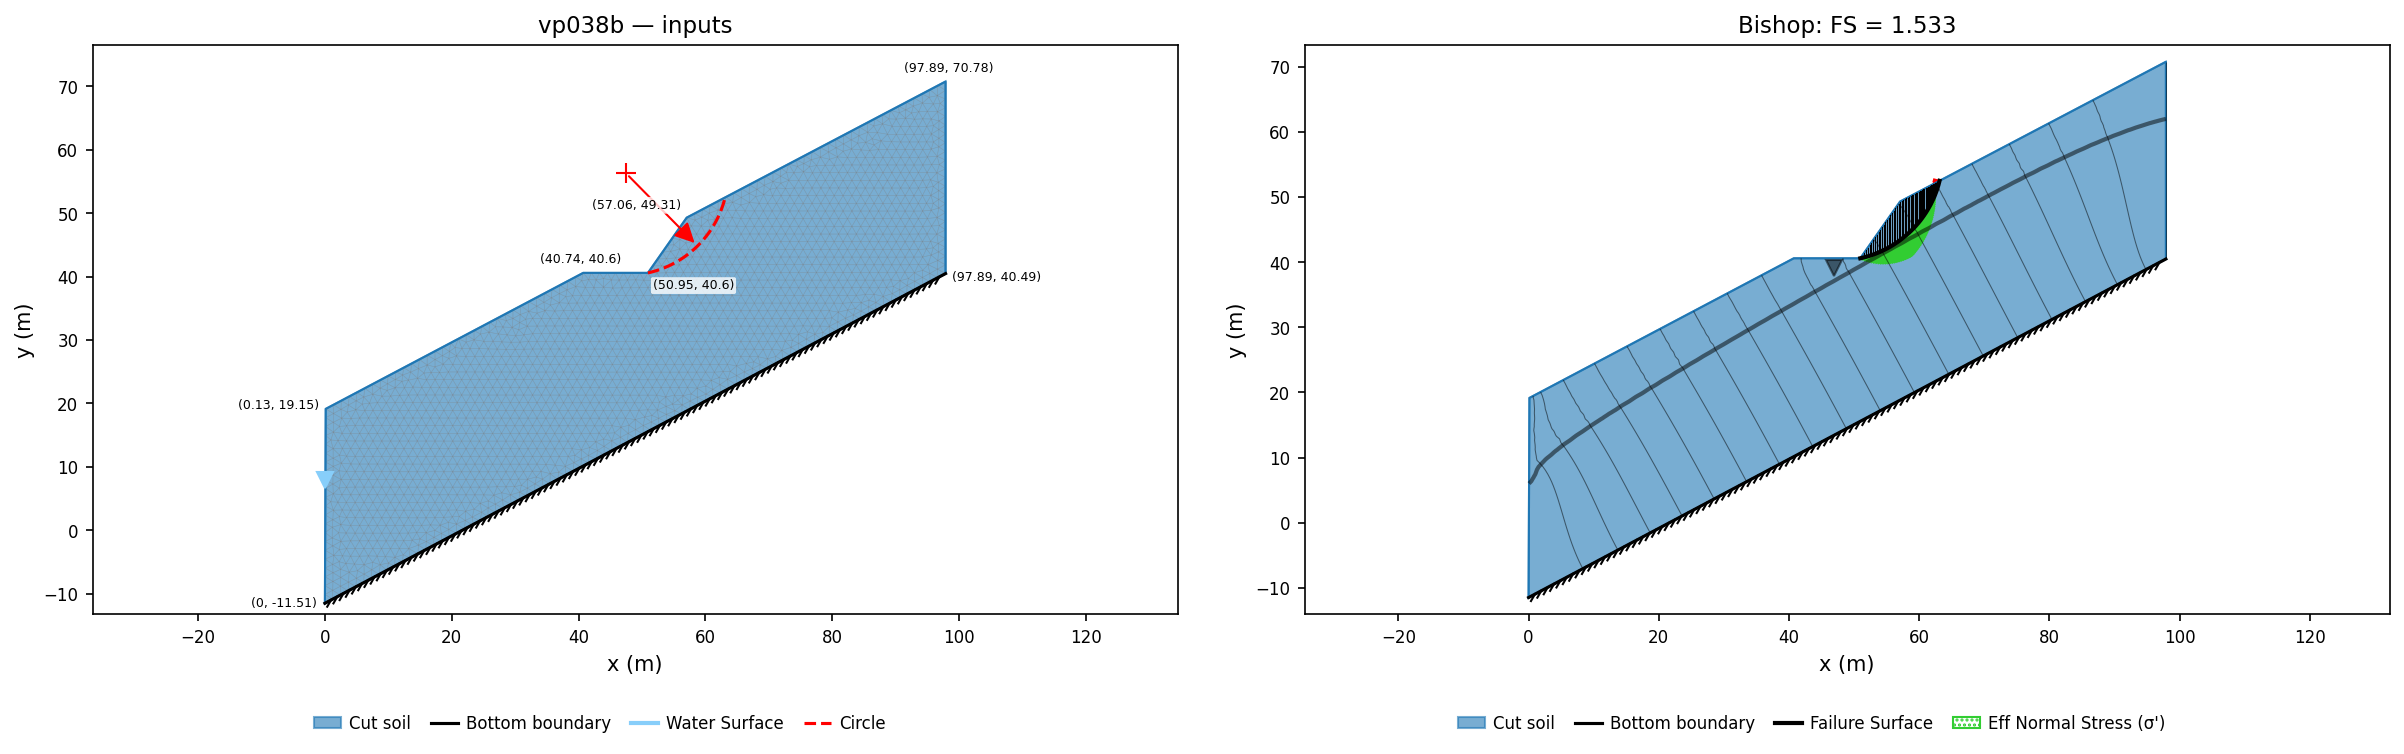 vp038b — inputs
y (m)
70
60
50
40
30
20
10
0
−10
(97.89, 70.78)
(57.06, 49.31)
(40.74, 40.6)
(50.95, 40.6)
(97.89, 40.49)
(0.13, 19.15)
(0, -11.51)
−20
0
20
40
60
80
100
120
x (m)
Cut soil
Bottom boundary
Water Surface
Circle
Bishop: FS = 1.533
y (m)
70
60
50
40
30
20
10
0
−10
−20
0
20
40
60
80
100
120
x (m)
Cut soil
Bottom boundary
Failure Surface
Eff Normal Stress (σ')